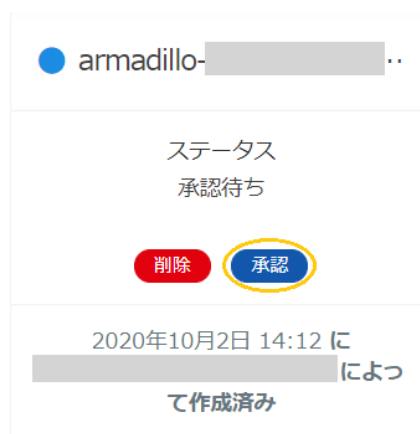 armadillo- ..
ステータス
承認待ち
削除 承認
2020年10月2日 14:12 に
によっ
て作成済み